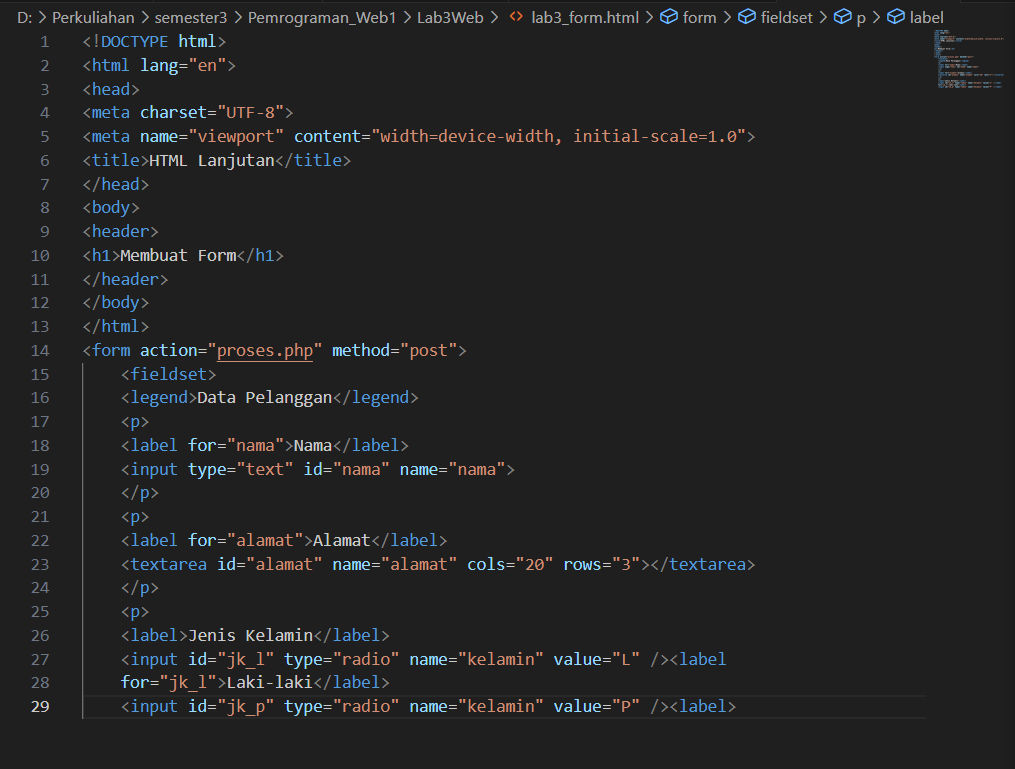 D: > Perkuliahan > semester3 > Pemrograman_Web1 > Lab3Web > <> lab3_form.html > form > fieldset > p > label
1 <!DOCTYPE html>
2 <html lang="en">
3 <head>
4 <meta charset="UTF-8">
5 <meta name="viewport" content="width=device-width, initial-scale=1.0">
6 <title>HTML Lanjutan</title>
7 </head>
8 <body>
9 <header>
10 <h1>Membuat Form</h1>
11 </header>
12 </body>
13 </html>
14 <form action="proses.php" method="post">
15 <fieldset>
16 <legend>Data Pelanggan</legend>
17 <p>
18 <label for="nama">Nama</label>
19 <input type="text" id="nama" name="nama">
20 </p>
21 <p>
22 <label for="alamat">Alamat</label>
23 <textarea id="alamat" name="alamat" cols="20" rows="3"></textarea>
24 </p>
25 <p>
26 <label>Jenis Kelamin</label>
27 <input id="jk_l" type="radio" name="kelamin" value="L" /><label
28 for="jk_l">Laki-laki</label>
29 <input id="jk_p" type="radio" name="kelamin" value="P" /><label>